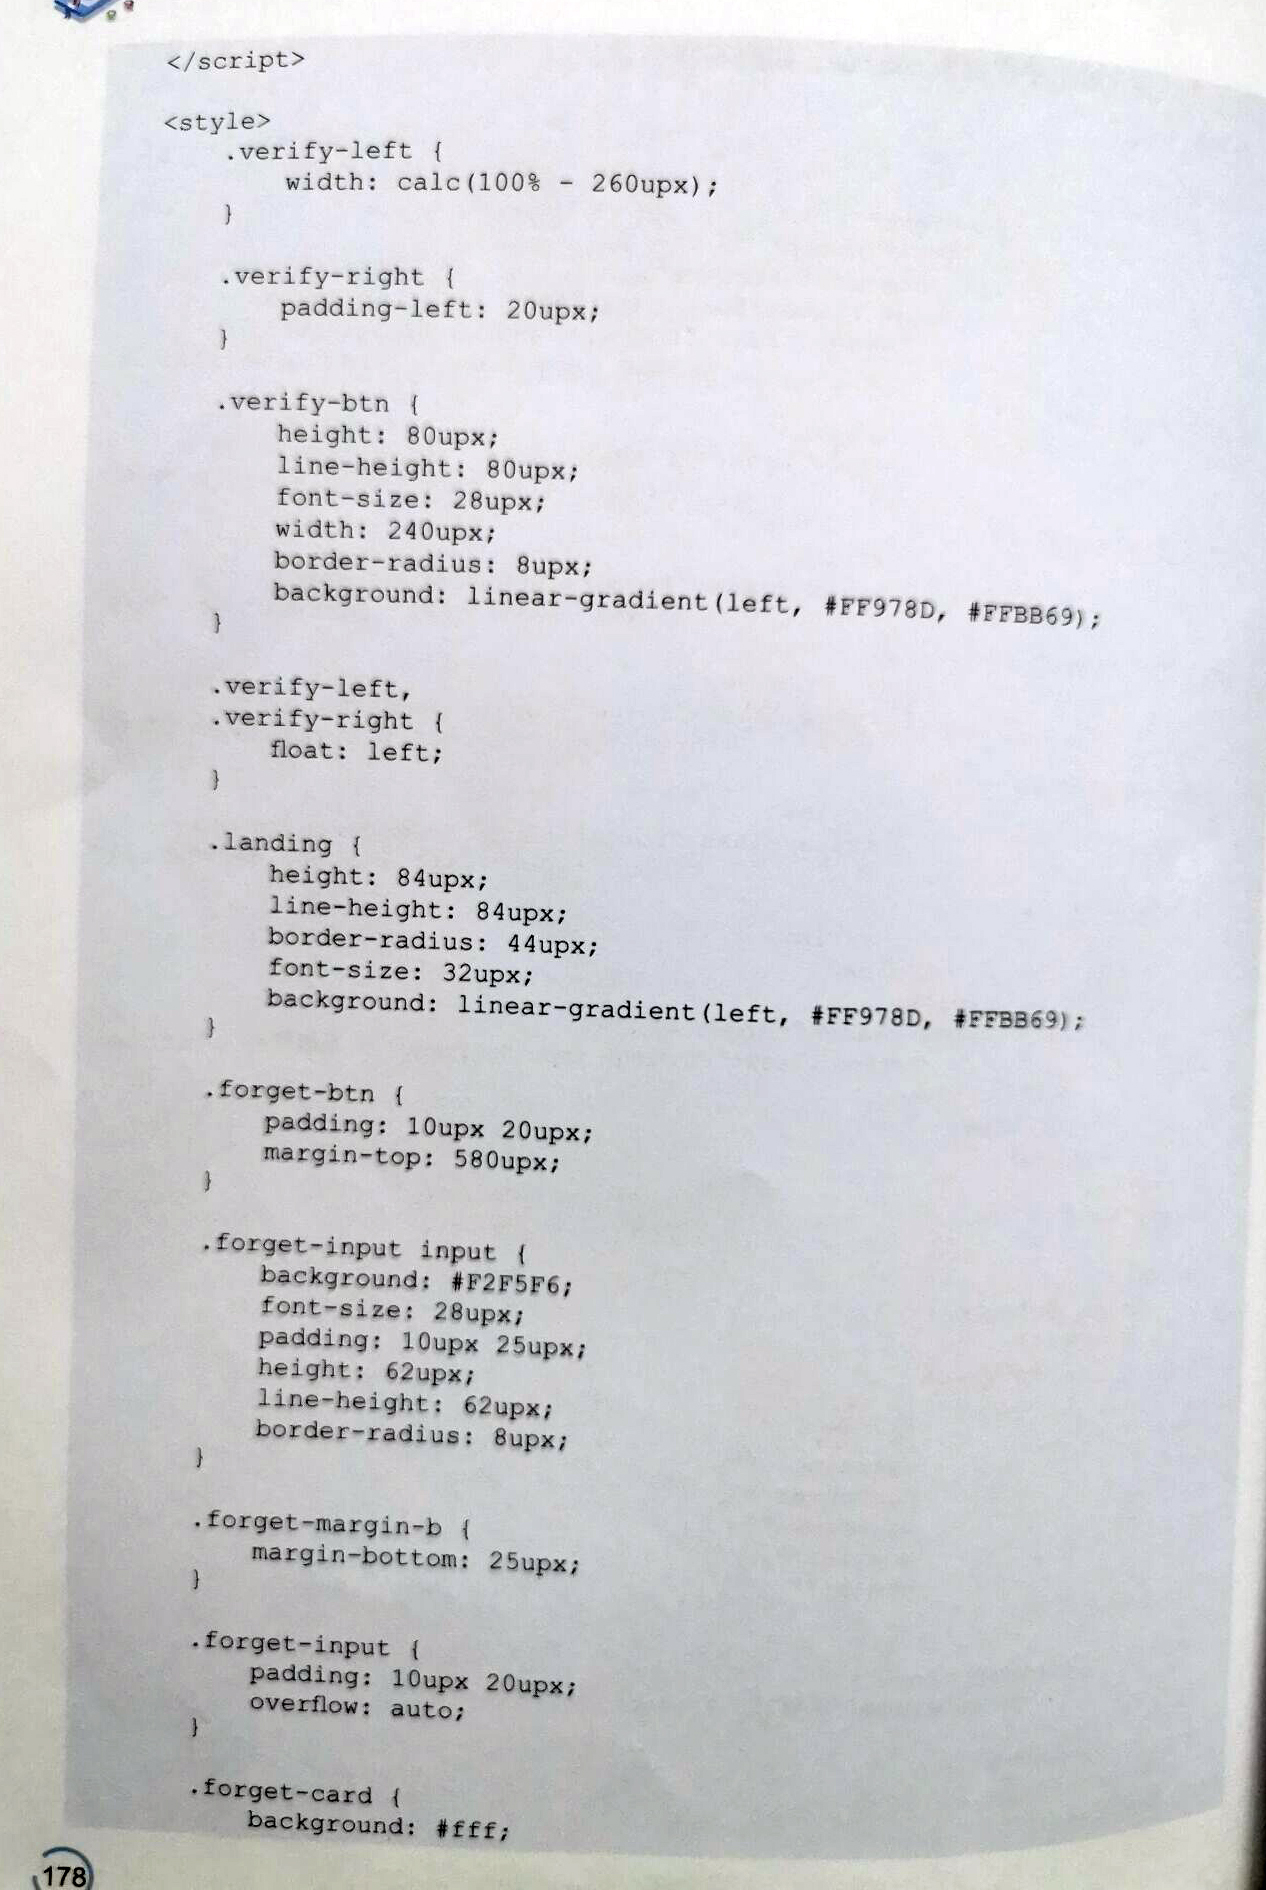 </script>
<style>
.verify-left {
width: calc(100% - 260upx);
}
.verify-right {
padding-left: 20upx;
}
.verify-btn {
height: 80upx;
line-height: 80upx;
font-size: 28upx;
width: 240upx;
border-radius: 8upx;
background: linear-gradient(left, #FF978D, #FFBB69);
}
.verify-left,
.verify-right {
float: left;
}
.landing {
height: 84upx;
line-height: 84upx;
border-radius: 44upx;
font-size: 32upx;
background: linear-gradient(left, #FF978D, #FFBB69);
}
.forget-btn {
padding: 10upx 20upx;
margin-top: 580upx;
}
.forget-input input {
background: #F2F5F6;
font-size: 28upx;
padding: 10upx 25upx;
height: 62upx;
line-height: 62upx;
border-radius: 8upx;
}
.forget-margin-b {
margin-bottom: 25upx;
}
.forget-input {
padding: 10upx 20upx;
overflow: auto;
}
.forget-card {
background: #fff;
178